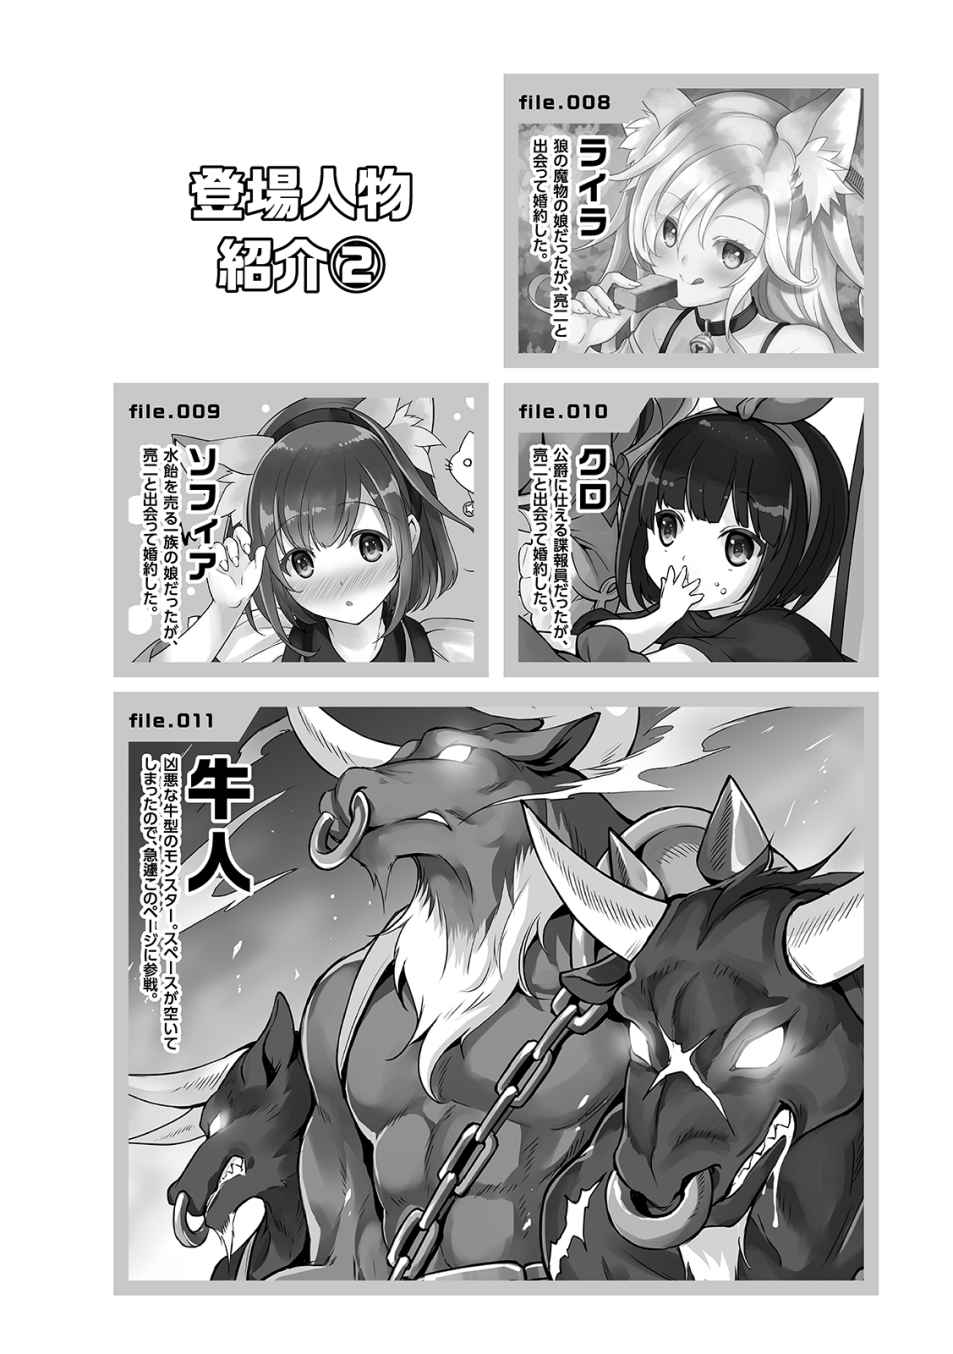 登場人物
紹介②
file.008
ライラ
狼の魔物の娘だったが、亮二と
出会って婚約した。
file.009
ソフィア
水飴を売る一族の娘だったが、
亮二と出会って婚約した。
file.010
クロ
公爵に仕える諜報員だったが、
亮二と出会って婚約した。
file.011
牛人
凶悪な牛型のモンスター。スペースが空いて
しまったので、急遽このページに参戦。